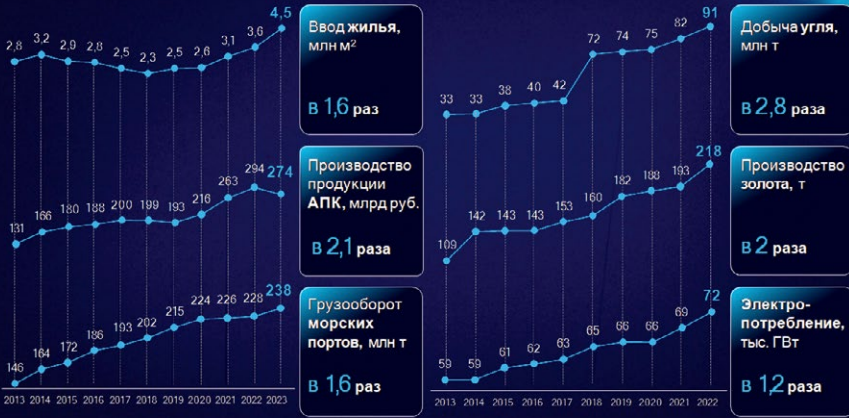 2,8 3,2 2,9 2,8 2,5 2,3 2,5 2,6 3,1 3,6 4,5
Ввод жилья,
млн м²
в 1,6 раз
131 166 180 188 200 199 193 216 263 294 274
Производство
продукции
АПК, млрд руб.
в 2,1 раза
146 164 172 186 193 202 215 224 226 228 238
Грузооборот
морских
портов, млн т
в 1,6 раз
2013 2014 2015 2016 2017 2018 2019 2020 2021 2022 2023
33 33 38 40 42 72 74 75 82 91
Добыча угля,
млн т
в 2,8 раза
109 142 143 143 153 160 182 188 193 218
Производство
золота, т
в 2 раза
59 59 61 62 63 65 66 66 69 72
Электро-
потребление,
тыс. ГВт
в 1,2 раза
2013 2014 2015 2016 2017 2018 2019 2020 2021 2022